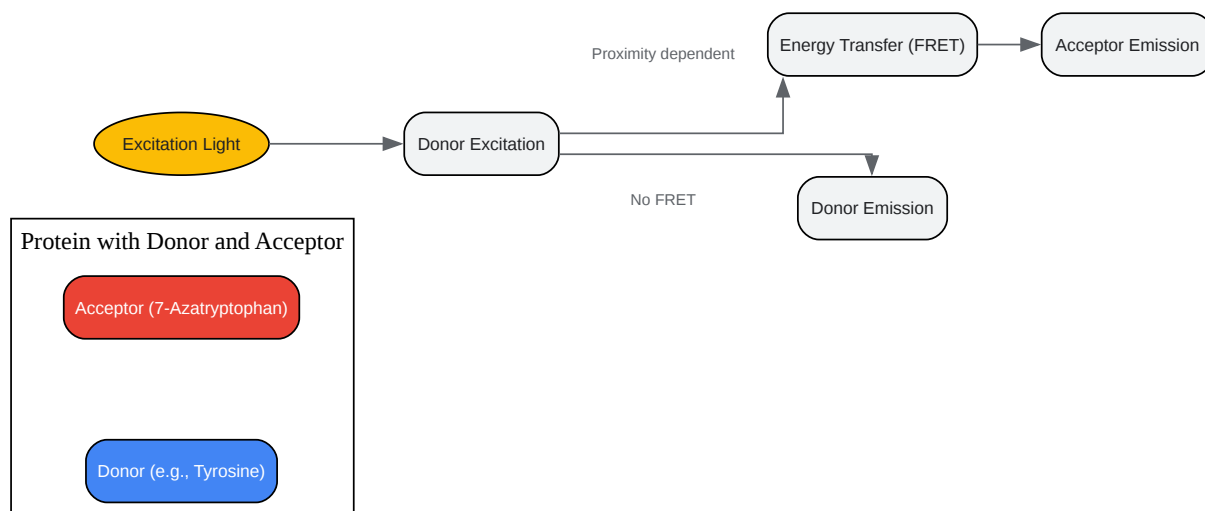 Proximity dependent
Energy Transfer (FRET)
Acceptor Emission
Excitation Light
Donor Excitation
No FRET
Donor Emission
Protein with Donor and Acceptor
Acceptor (7-Azatryptophan)
Donor (e.g., Tyrosine)